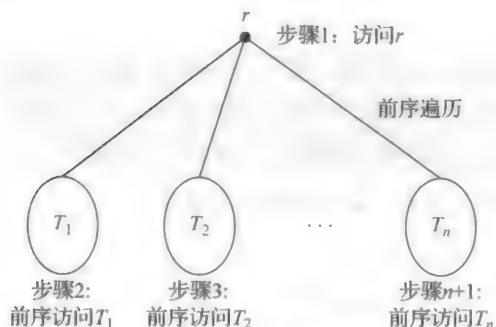 r
步骤1：访问r
前序遍历
T1
T2
...
Tn
步骤2:
前序访问T1
步骤3:
前序访问T2
步骤n+1:
前序访问Tn